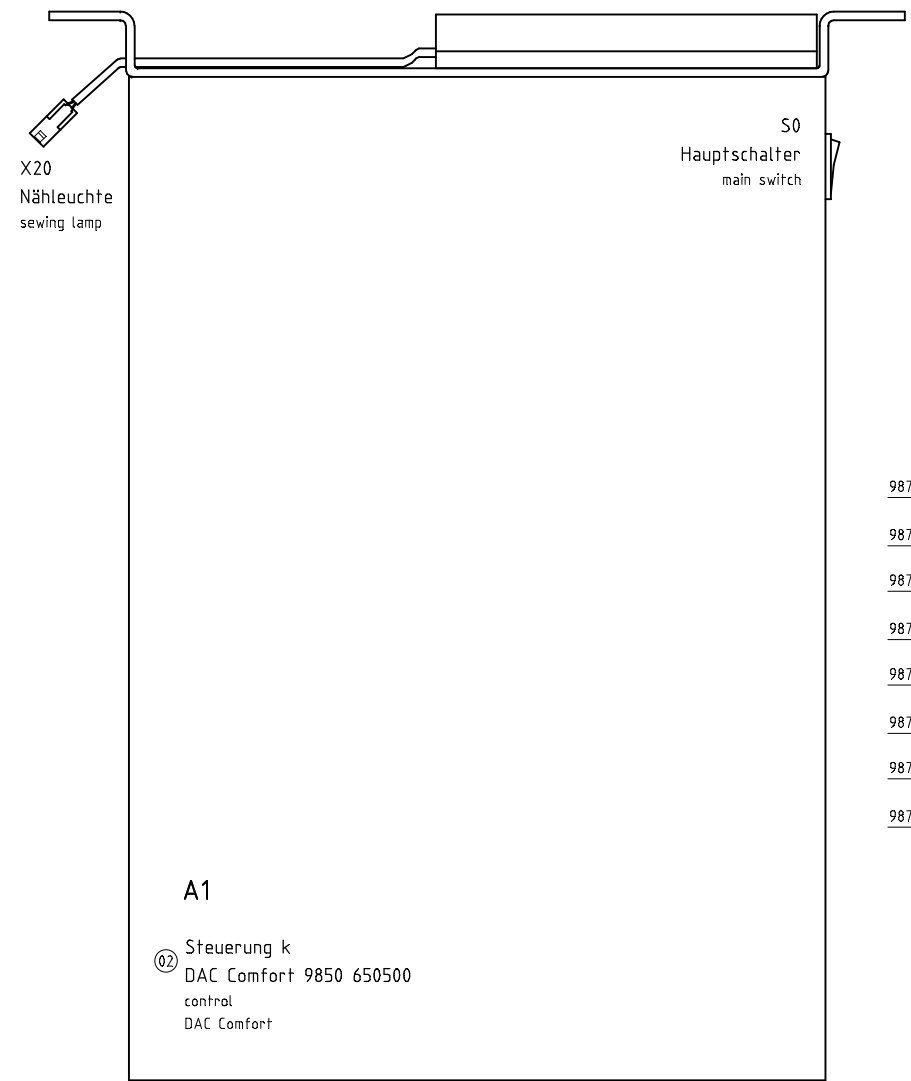 S0
Hauptschalter
main switch
X20
Nähleuchte
sewing lamp
987
987
987
987
987
987
987
987
A1
02
Steuerung k
DAC Comfort 9850 650500
control
DAC Comfort